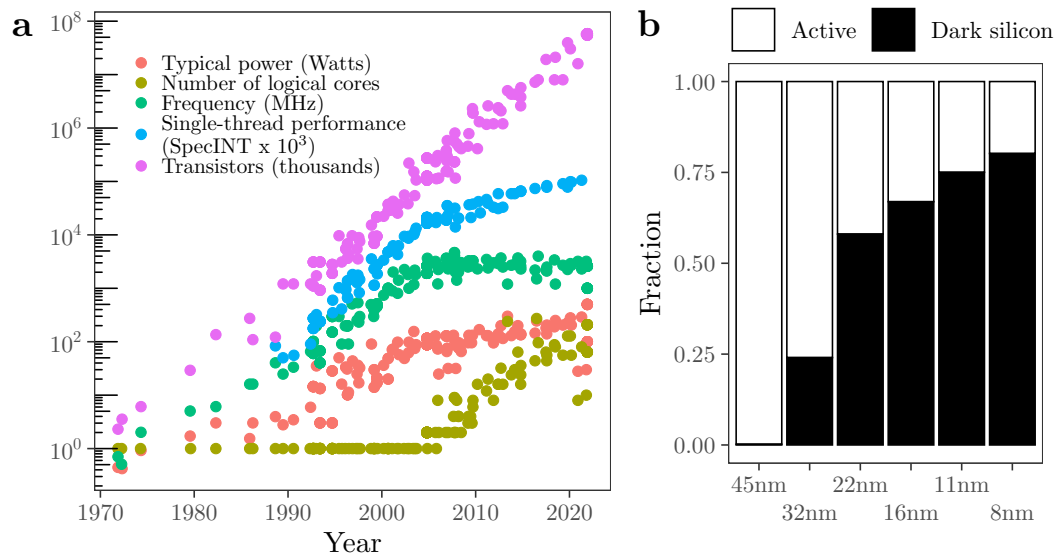 a
10^8
10^6
10^4
10^2
10^0
Typical power (Watts)
Number of logical cores
Frequency (MHz)
Single-thread performance
(SpecINT x 10^3)
Transistors (thousands)
1970 1980 1990 2000 2010 2020
Year
b
Active Dark silicon
Fraction
1.00
0.75
0.50
0.25
0.00
45nm 22nm 11nm
32nm 16nm 8nm